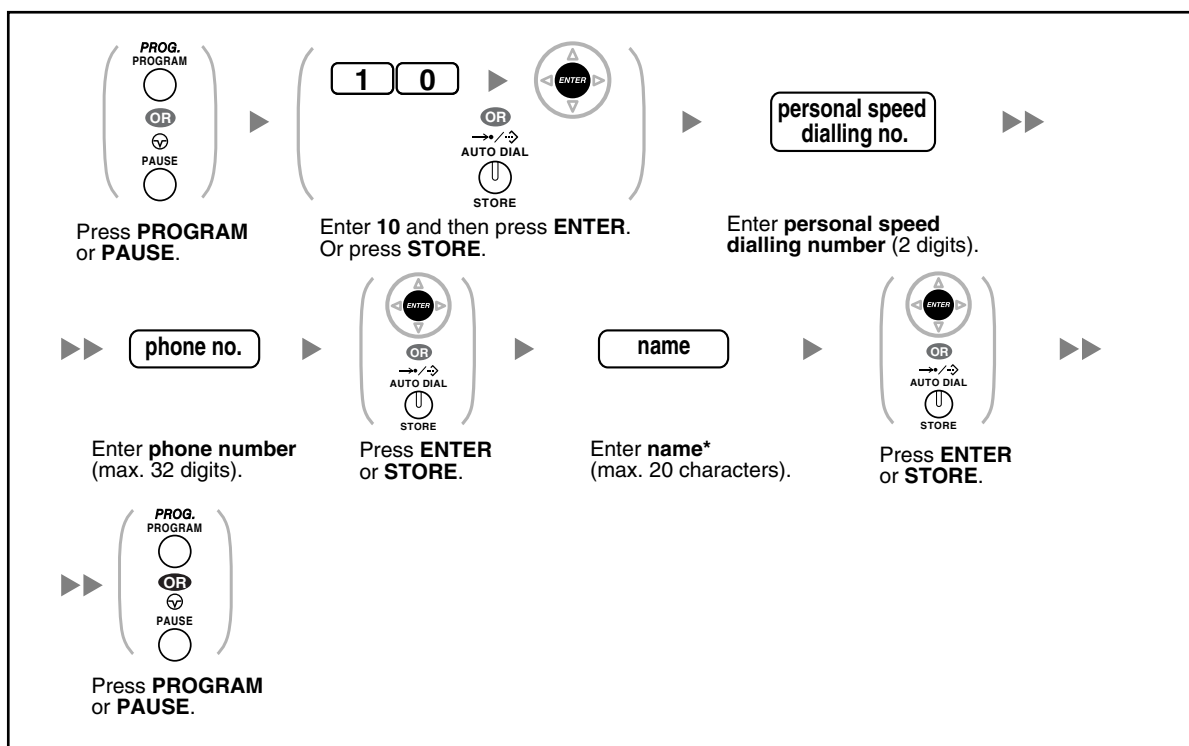 PROG.
PROGRAM
OR
PAUSE
Press PROGRAM
or PAUSE.
1 0
ENTER
OR
AUTO DIAL
STORE
Enter 10 and then press ENTER.
Or press STORE.
personal speed
dialling no.
Enter personal speed
dialling number (2 digits).
phone no.
Enter phone number
(max. 32 digits).
ENTER
OR
AUTO DIAL
STORE
Press ENTER
or STORE.
name
Enter name*
(max. 20 characters).
ENTER
OR
AUTO DIAL
STORE
Press ENTER
or STORE.
PROG.
PROGRAM
OR
PAUSE
Press PROGRAM
or PAUSE.